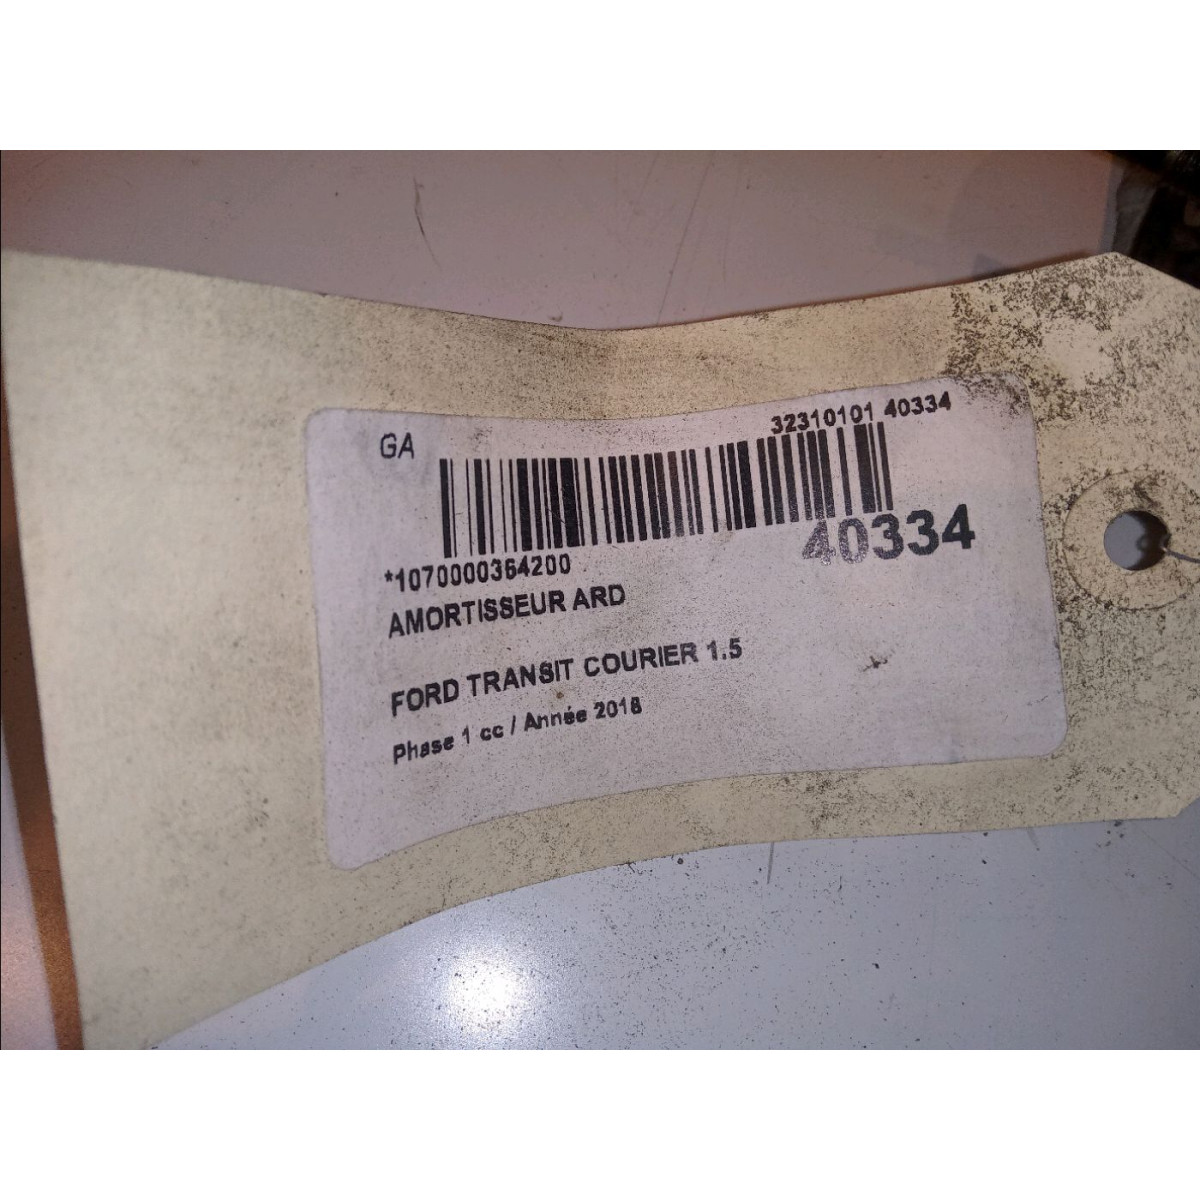 GA
32310101 40334
40334
*1070000364200
AMORTISSEUR ARD
FORD TRANSIT COURIER 1.5
Phase 1 cc / Année 2018